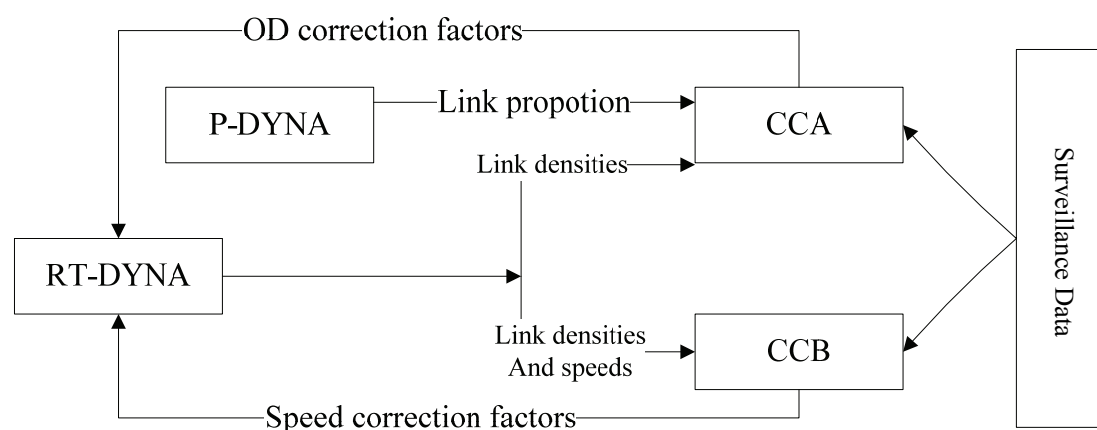 OD correction factors
P-DYNA
Link propotion
CCA
Link densities
Surveillance Data
RT-DYNA
Link densities
And speeds
CCB
Speed correction factors